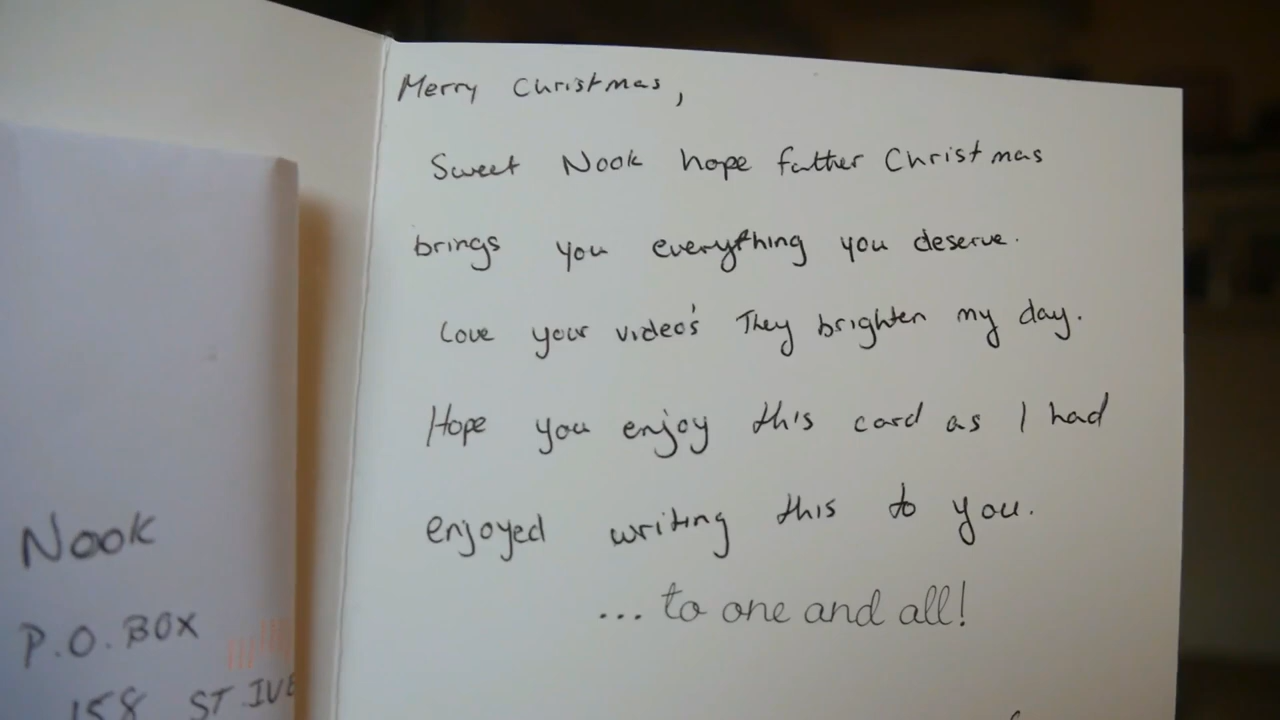 Merry Christmas,
Sweet Nook hope father Christmas
brings you everything you deserve.
Love your video's They brighten my day.
Hope you enjoy this card as I had
enjoyed writing this to you.
... to one and all!
Nook
P.O. BOX
158 ST. IVE